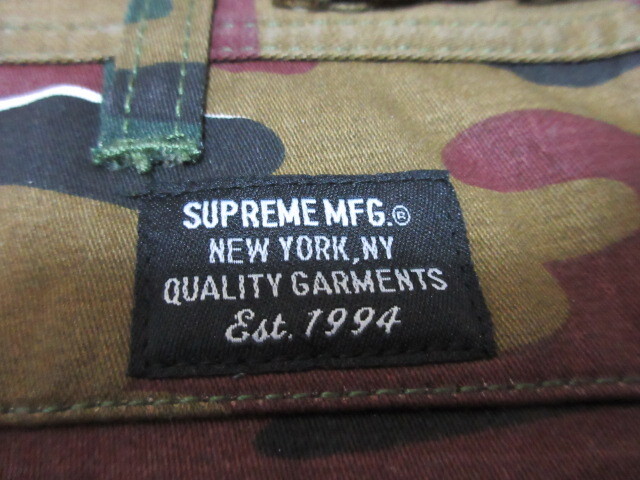 SUPREME MFG.®
NEW YORK, NY
QUALITY GARMENTS
Est. 1994